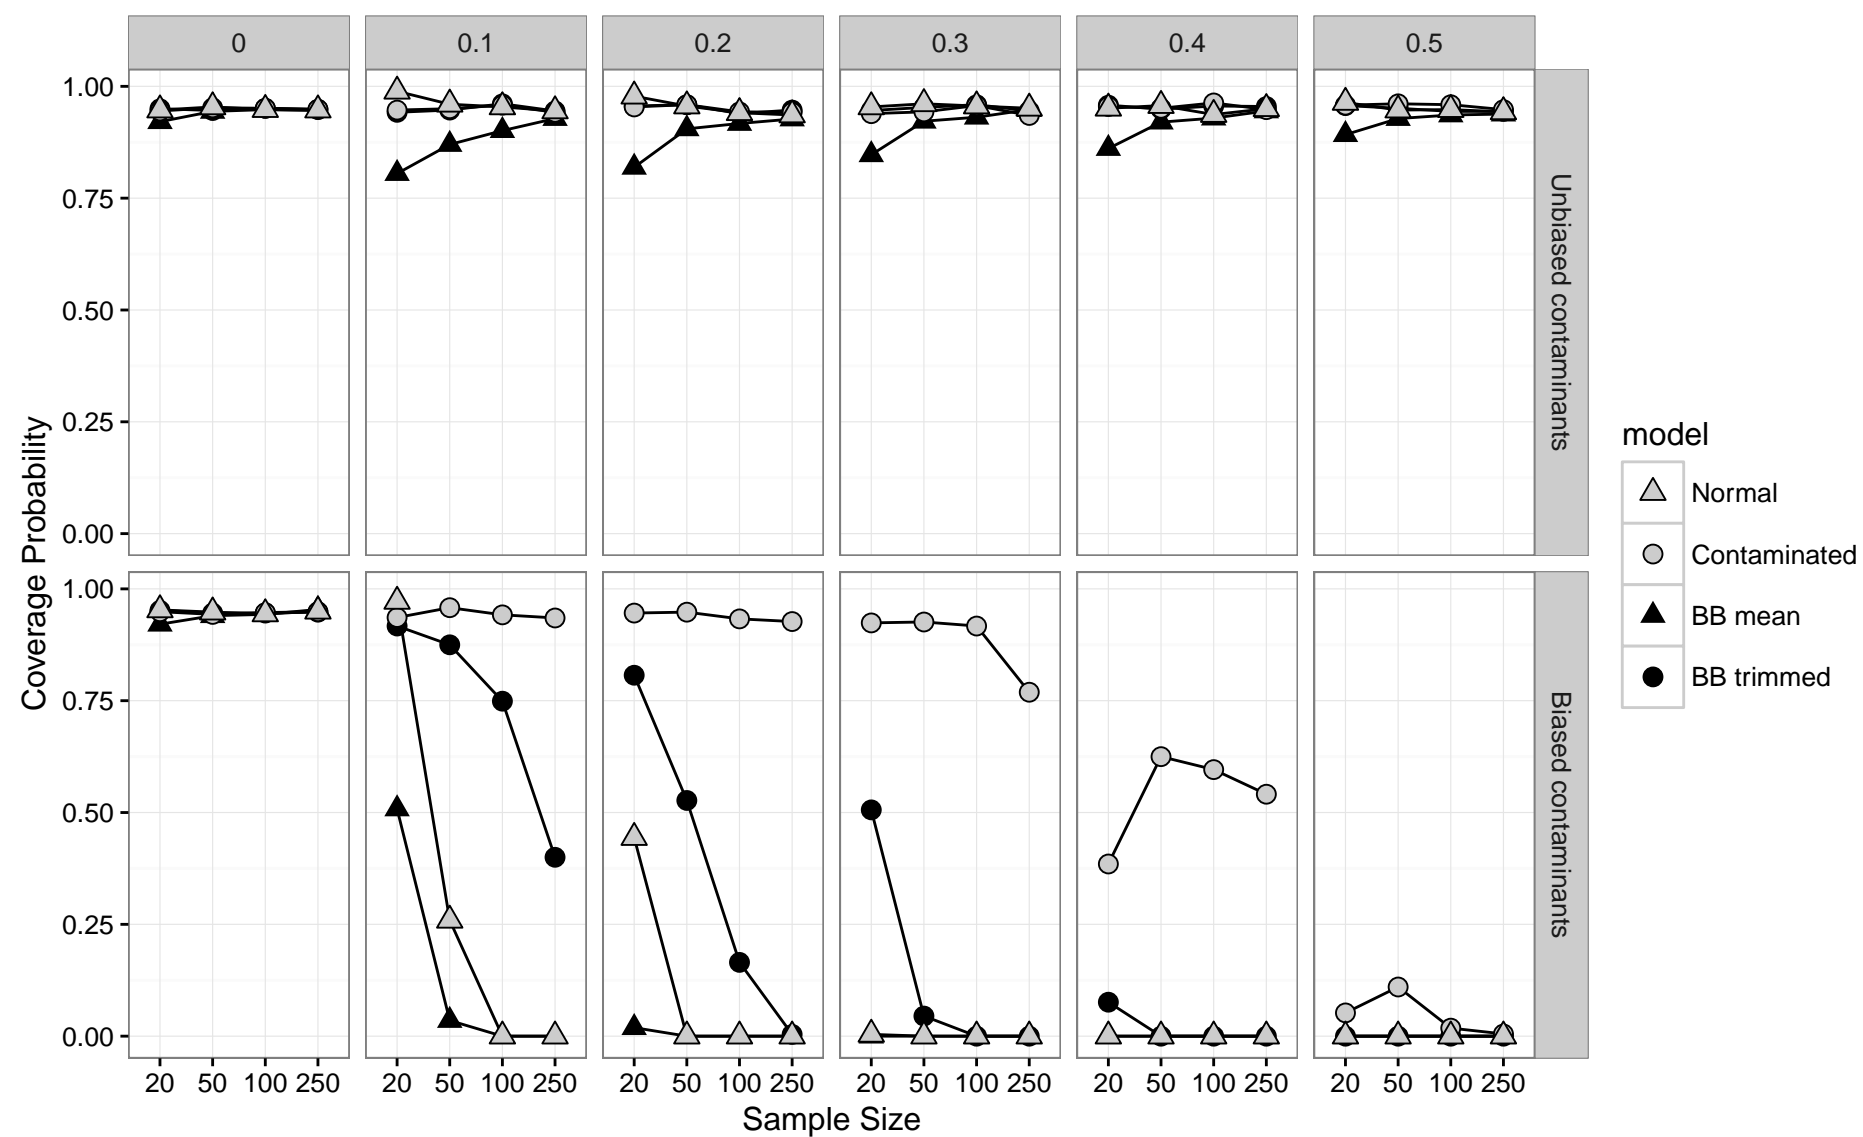 0 0.1 0.2 0.3 0.4 0.5
1.00
0.75
0.50
0.25
0.00
Unbiased contaminants
1.00
0.75
0.50
0.25
0.00
Biased contaminants
Coverage Probability
20 50 100 250 20 50 100 250 20 50 100 250 20 50 100 250 20 50 100 250 20 50 100 250
Sample Size
model
Normal
Contaminated
BB mean
BB trimmed